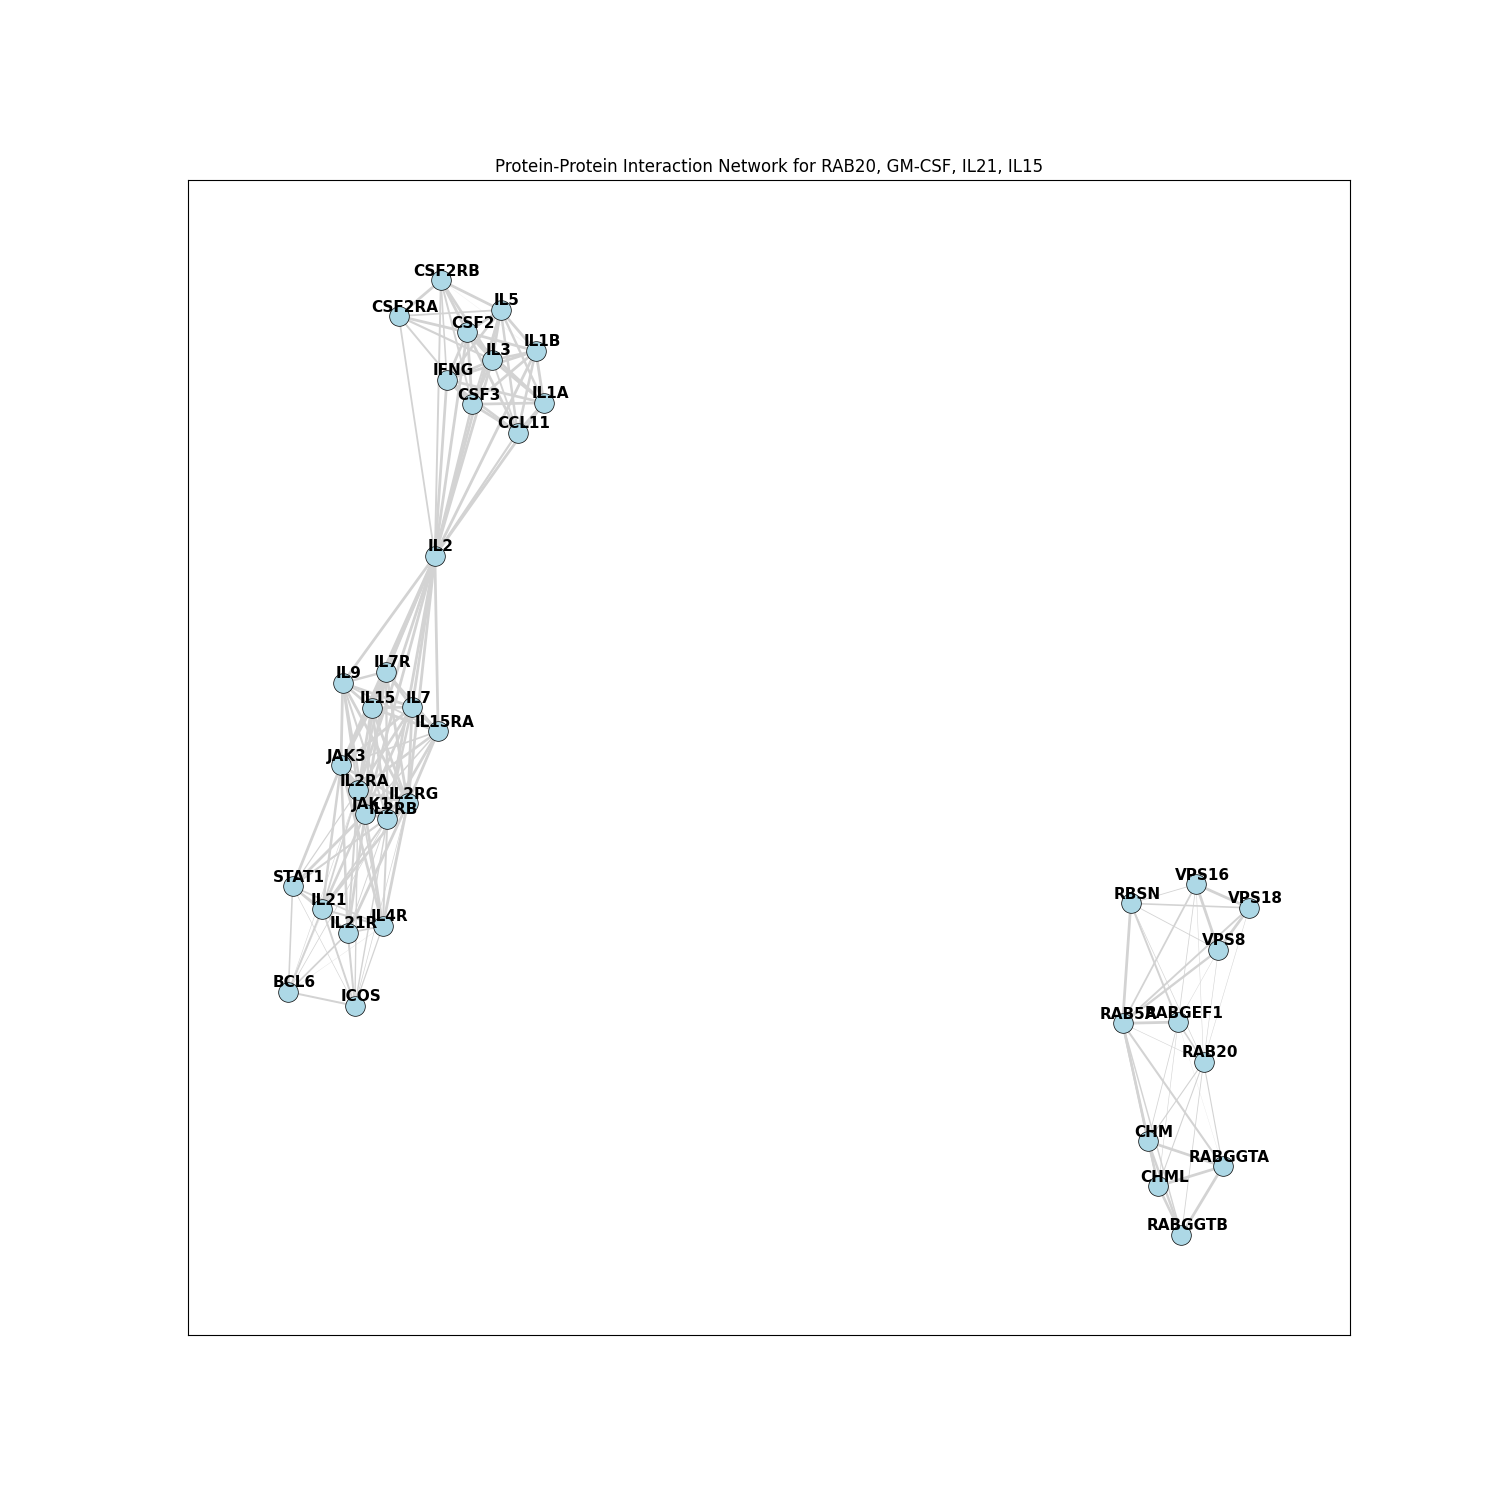 Protein-Protein Interaction Network for RAB20, GM-CSF, IL21, IL15
CSF2RB
IL5
CSF2RA
CSF2
IL1B
IL3
IFNG
IL1A
CSF3
CCL11
IL2
IL7R
IL9
IL15
IL7
IL15RA
JAK3
IL2RA
IL2RG
JAK1
IL2RB
STAT1
IL21
IL4R
IL21R
BCL6
ICOS
VPS16
RBSN
VPS18
VPS8
RAB5A
RABGEF1
RAB20
CHM
RABGGTA
CHML
RABGGTB